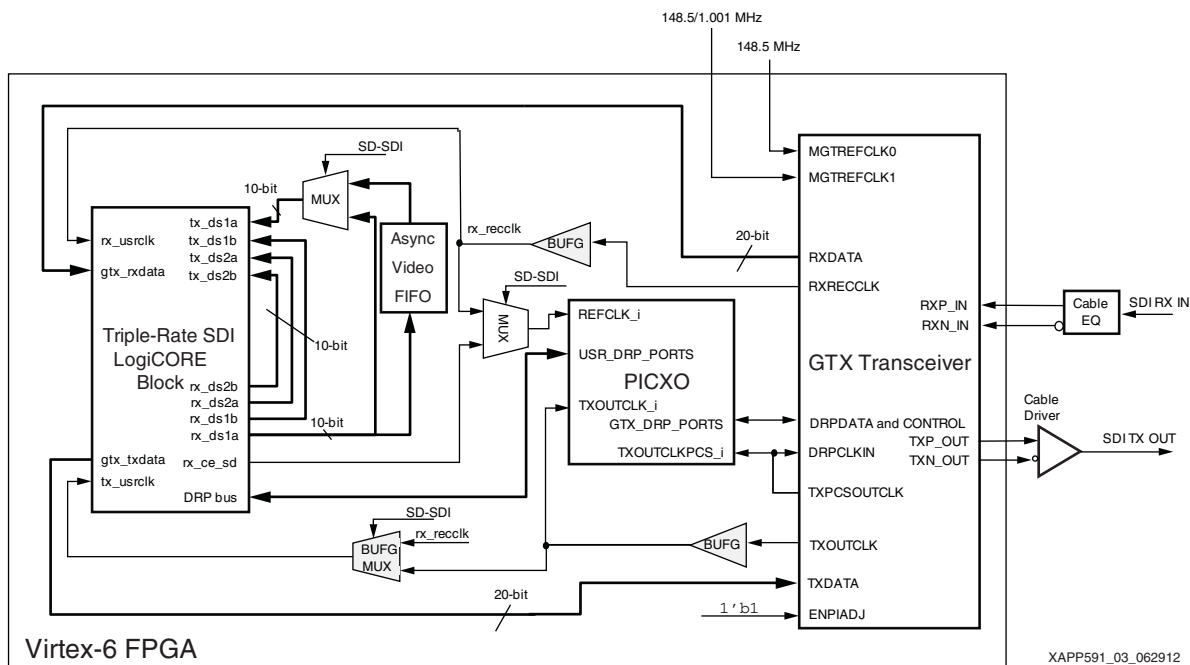 148.5/1.001 MHz
148.5 MHz
SD-SDI
10-bit
MUX
tx_ds1a
tx_ds1b
tx_ds2a
tx_ds2b
rx_usrclk
gtx_rxdata
Async
Video
FIFO
rx_recclk
BUFG
20-bit
MGTREFCLK0
MGTREFCLK1
RXDATA
RXRECCLK
SD-SDI
MUX
REFCLK_i
USR_DRP_PORTS
PICXO
TXOUTCLK_i
GTX_DRP_PORTS
TXOUTCLKPCS_i
RXP_IN
RXN_IN
Cable
EQ
SDI RX IN
GTX Transceiver
Triple-Rate SDI
LogiCORE
Block
10-bit
rx_ds2b
rx_ds2a
rx_ds1b
rx_ds1a
10-bit
gtx_txdata
rx_ce_sd
tx_usrclk
DRP bus
DRPDATA and CONTROL
TXP_OUT
DRPCLKIN
TXN_OUT
TXPCSOUTCLK
Cable
Driver
SDI TX OUT
SD-SDI
rx_recclk
BUFG
MUX
BUFG
TXOUTCLK
TXDATA
20-bit
1'b1
ENPIADJ
Virtex-6 FPGA
XAPP591_03_062912